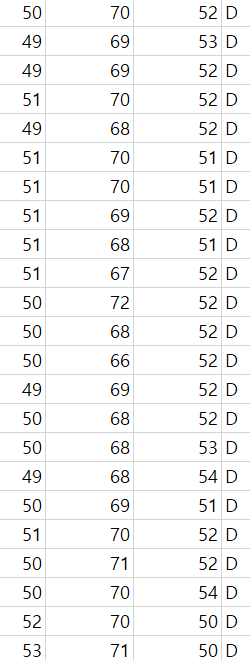 50 70 52 D
49 69 53 D
49 69 52 D
51 70 52 D
49 68 52 D
51 70 51 D
51 70 51 D
51 69 52 D
51 68 51 D
51 67 52 D
50 72 52 D
50 68 52 D
50 66 52 D
49 69 52 D
50 68 52 D
50 68 53 D
49 68 54 D
50 69 51 D
51 70 52 D
50 71 52 D
50 70 54 D
52 70 50 D
53 71 50 D